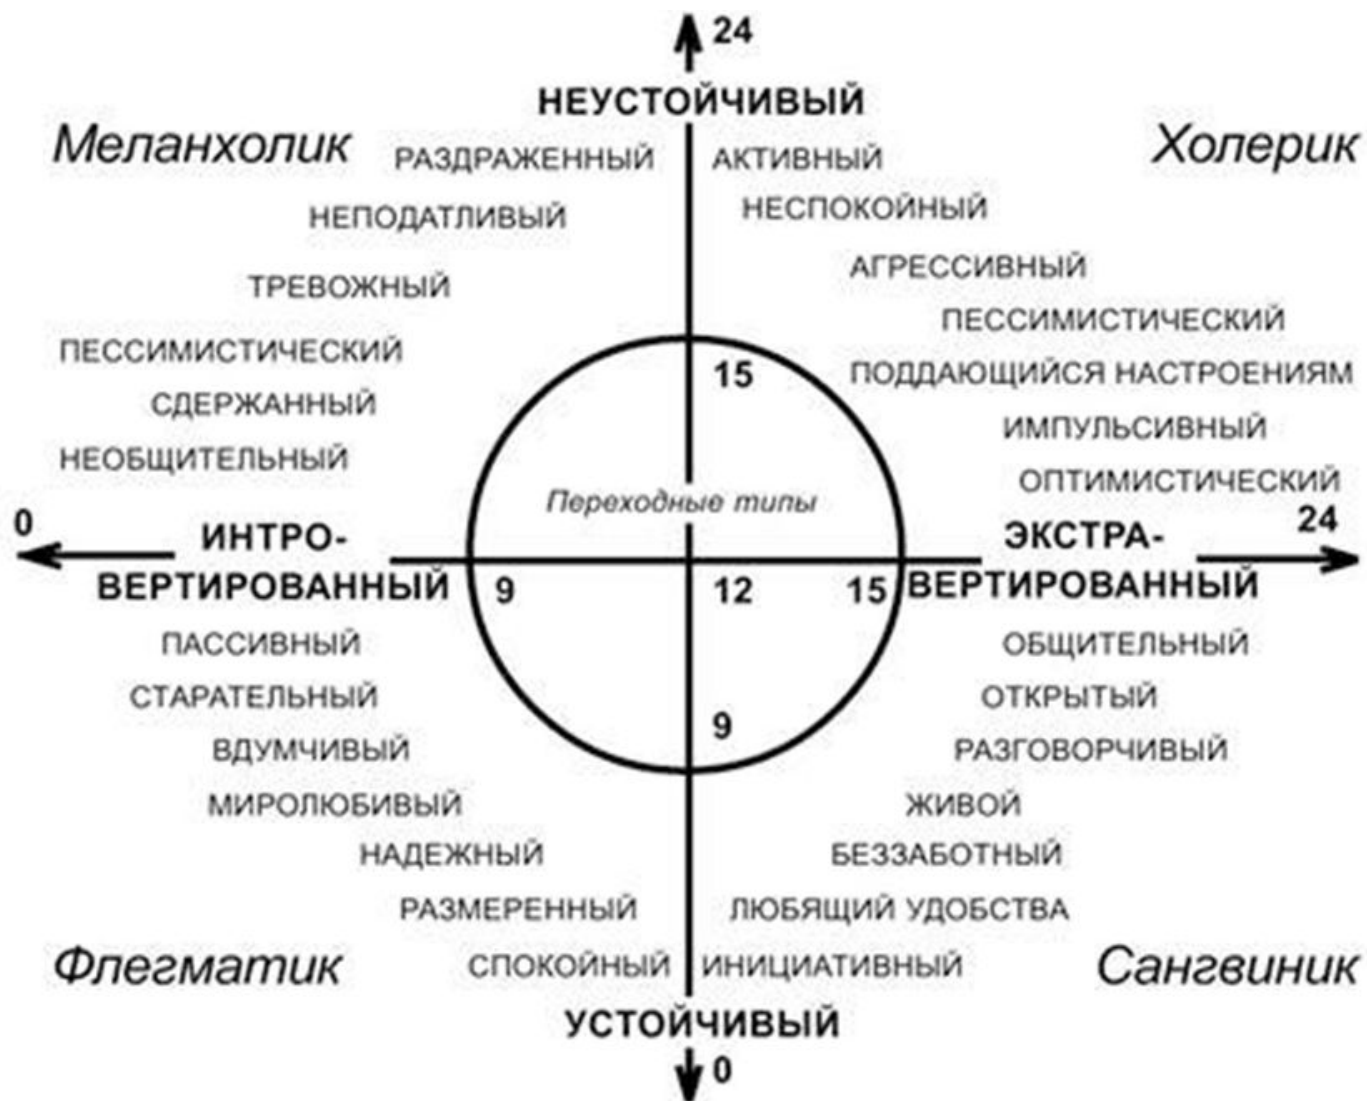 24
НЕУСТОЙЧИВЫЙ
Меланхолик
Холерик
РАЗДРАЖЕННЫЙ
АКТИВНЫЙ
НЕПОДАТЛИВЫЙ
НЕСПОКОЙНЫЙ
ТРЕВОЖНЫЙ
АГРЕССИВНЫЙ
ПЕССИМИСТИЧЕСКИЙ
ПЕССИМИСТИЧЕСКИЙ
СДЕРЖАННЫЙ
15
ПОДДАЮЩИЙСЯ НАСТРОЕНИЯМ
НЕОБЩИТЕЛЬНЫЙ
ИМПУЛЬСИВНЫЙ
ОПТИМИСТИЧЕСКИЙ
Переходные типы
0
ИНТРО-
ВЕРТИРОВАННЫЙ
9
12
15
ЭКСТРА-
ВЕРТИРОВАННЫЙ
24
ПАССИВНЫЙ
ОБЩИТЕЛЬНЫЙ
СТАРАТЕЛЬНЫЙ
ОТКРЫТЫЙ
ВДУМЧИВЫЙ
9
РАЗГОВОРЧИВЫЙ
МИРОЛЮБИВЫЙ
ЖИВОЙ
НАДЕЖНЫЙ
БЕЗЗАБОТНЫЙ
РАЗМЕРЕННЫЙ
ЛЮБЯЩИЙ УДОБСТВА
Флегматик
СПОКОЙНЫЙ
ИНИЦИАТИВНЫЙ
Сангвиник
УСТОЙЧИВЫЙ
0